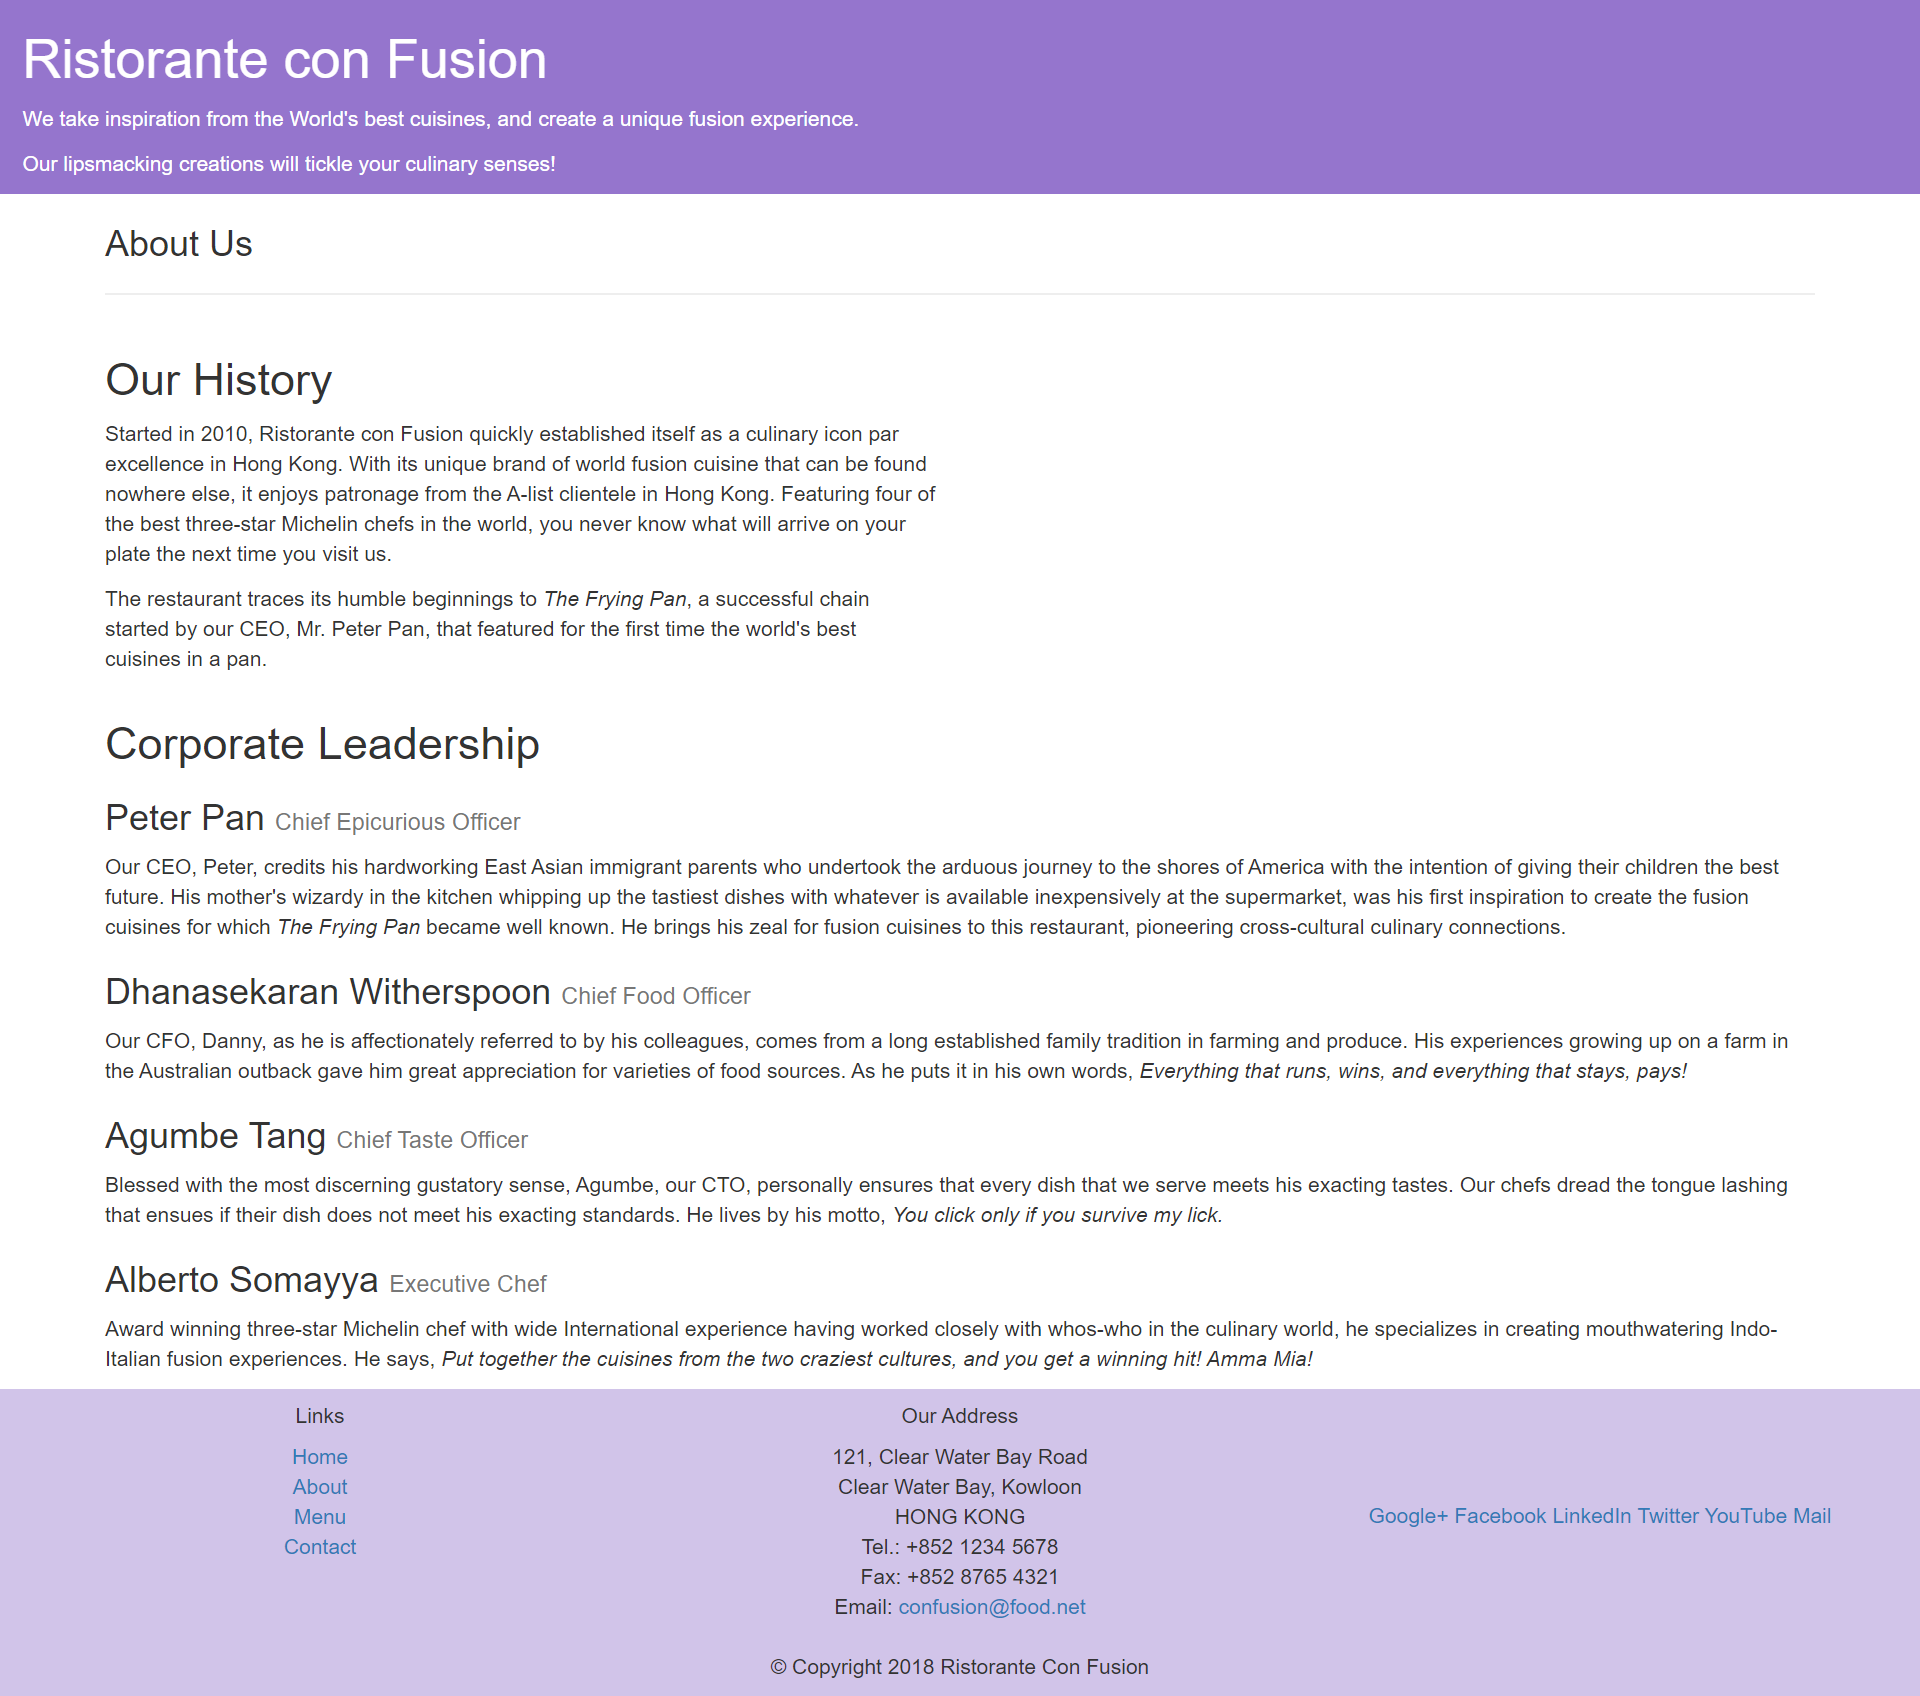 Ristorante con Fusion
We take inspiration from the World's best cuisines, and create a unique fusion experience.
Our lipsmacking creations will tickle your culinary senses!
About Us
Our History
Started in 2010, Ristorante con Fusion quickly established itself as a culinary icon par
excellence in Hong Kong. With its unique brand of world fusion cuisine that can be found
nowhere else, it enjoys patronage from the A-list clientele in Hong Kong. Featuring four of
the best three-star Michelin chefs in the world, you never know what will arrive on your
plate the next time you visit us.
The restaurant traces its humble beginnings to The Frying Pan, a successful chain
started by our CEO, Mr. Peter Pan, that featured for the first time the world's best
cuisines in a pan.
Corporate Leadership
Peter Pan Chief Epicurious Officer
Our CEO, Peter, credits his hardworking East Asian immigrant parents who undertook the arduous journey to the shores of America with the intention of giving their children the best
future. His mother's wizardy in the kitchen whipping up the tastiest dishes with whatever is available inexpensively at the supermarket, was his first inspiration to create the fusion
cuisines for which The Frying Pan became well known. He brings his zeal for fusion cuisines to this restaurant, pioneering cross-cultural culinary connections.
Dhanasekaran Witherspoon Chief Food Officer
Our CFO, Danny, as he is affectionately referred to by his colleagues, comes from a long established family tradition in farming and produce. His experiences growing up on a farm in
the Australian outback gave him great appreciation for varieties of food sources. As he puts it in his own words, Everything that runs, wins, and everything that stays, pays!
Agumbe Tang Chief Taste Officer
Blessed with the most discerning gustatory sense, Agumbe, our CTO, personally ensures that every dish that we serve meets his exacting tastes. Our chefs dread the tongue lashing
that ensues if their dish does not meet his exacting standards. He lives by his motto, You click only if you survive my lick.
Alberto Somayya Executive Chef
Award winning three-star Michelin chef with wide International experience having worked closely with whos-who in the culinary world, he specializes in creating mouthwatering Indo-
Italian fusion experiences. He says, Put together the cuisines from the two craziest cultures, and you get a winning hit! Amma Mia!
Links
Home
About
Menu
Contact
Our Address
121, Clear Water Bay Road
Clear Water Bay, Kowloon
HONG KONG
Tel.: +852 1234 5678
Fax: +852 8765 4321
Email: confusion@food.net
Google+ Facebook LinkedIn Twitter YouTube Mail
© Copyright 2018 Ristorante Con Fusion